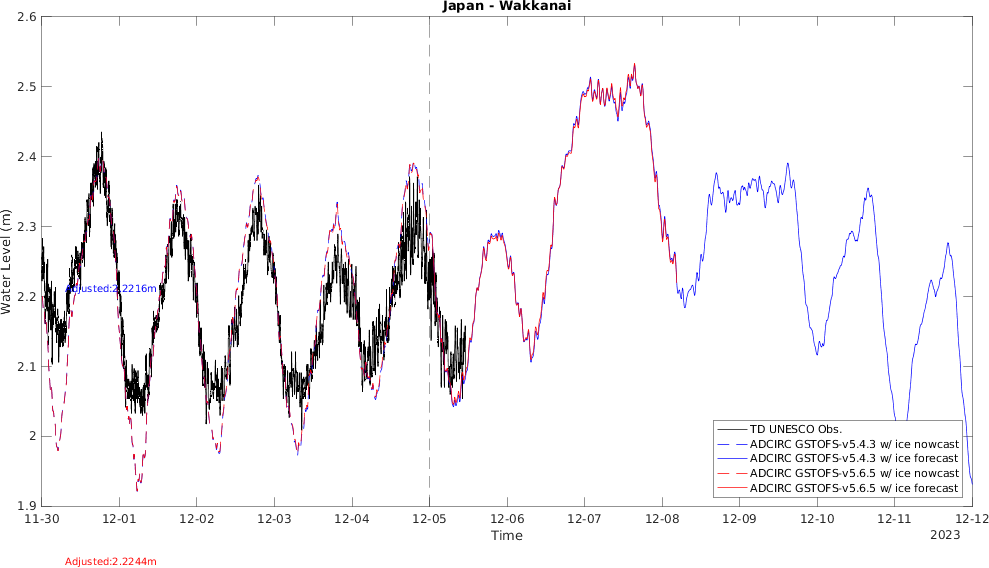 Japan - Wakkanai
2.6
2.5
2.4
2.3
2.2
2.1
2
1.9
Water Level (m)
Adjusted:2.2216m
TD UNESCO Obs.
ADCIRC GSTOFS-v5.4.3 w/ ice nowcast
ADCIRC GSTOFS-v5.4.3 w/ ice forecast
ADCIRC GSTOFS-v5.6.5 w/ ice nowcast
ADCIRC GSTOFS-v5.6.5 w/ ice forecast
11-30 12-01 12-02 12-03 12-04 12-05 12-06 12-07 12-08 12-09 12-10 12-11 12-12
Time
2023
Adjusted:2.2244m